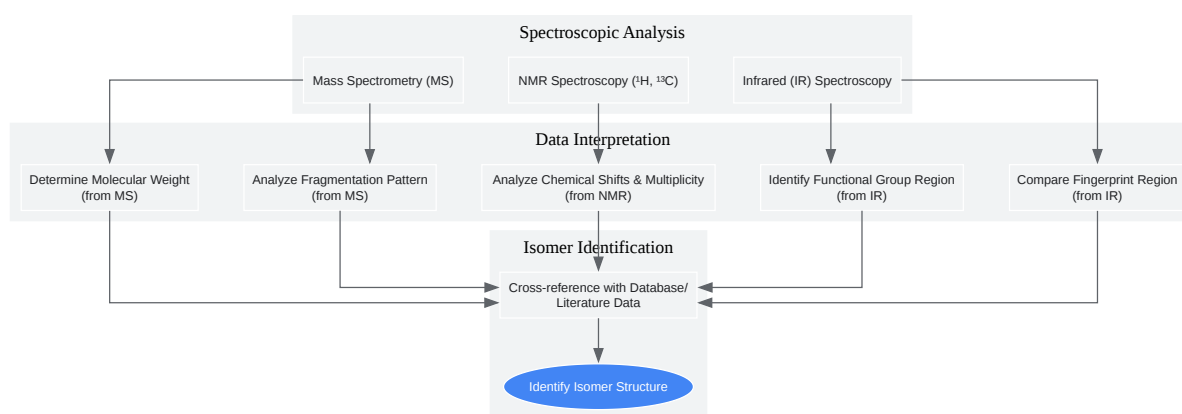 Spectroscopic Analysis
Mass Spectrometry (MS)
NMR Spectroscopy (¹H, ¹³C)
Infrared (IR) Spectroscopy
Data Interpretation
Determine Molecular Weight
(from MS)
Analyze Fragmentation Pattern
(from MS)
Analyze Chemical Shifts & Multiplicity
(from NMR)
Identify Functional Group Region
(from IR)
Compare Fingerprint Region
(from IR)
Isomer Identification
Cross-reference with Database/
Literature Data
Identify Isomer Structure